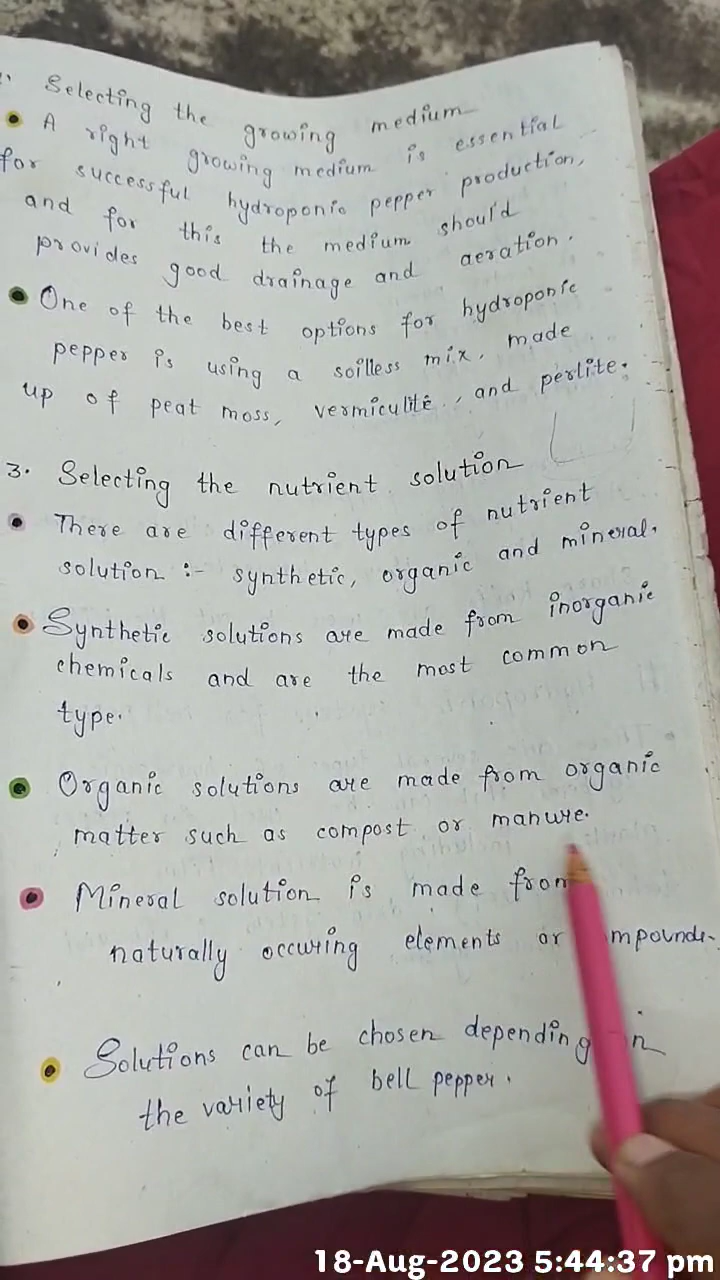 Selecting the growing medium
A right growing medium is essential
for successful hydroponic pepper production,
and for this the medium should
provides good drainage and aeration.
One of the best options for hydroponic
pepper is using a soilless mix, made
up of peat moss, vermiculite, and perlite.
3. Selecting the nutrient solution
There are different types of nutrient
solution :- synthetic, organic and mineral.
Synthetic solutions are made from inorganic
chemicals and are the most common
type.
Organic solutions are made from organic
matter such as compost or manure.
Mineral solution is made from
naturally occuring elements or
Solutions can be chosen depending
the variety of bell pepper.
18-Aug-2023 5:44:37 pm